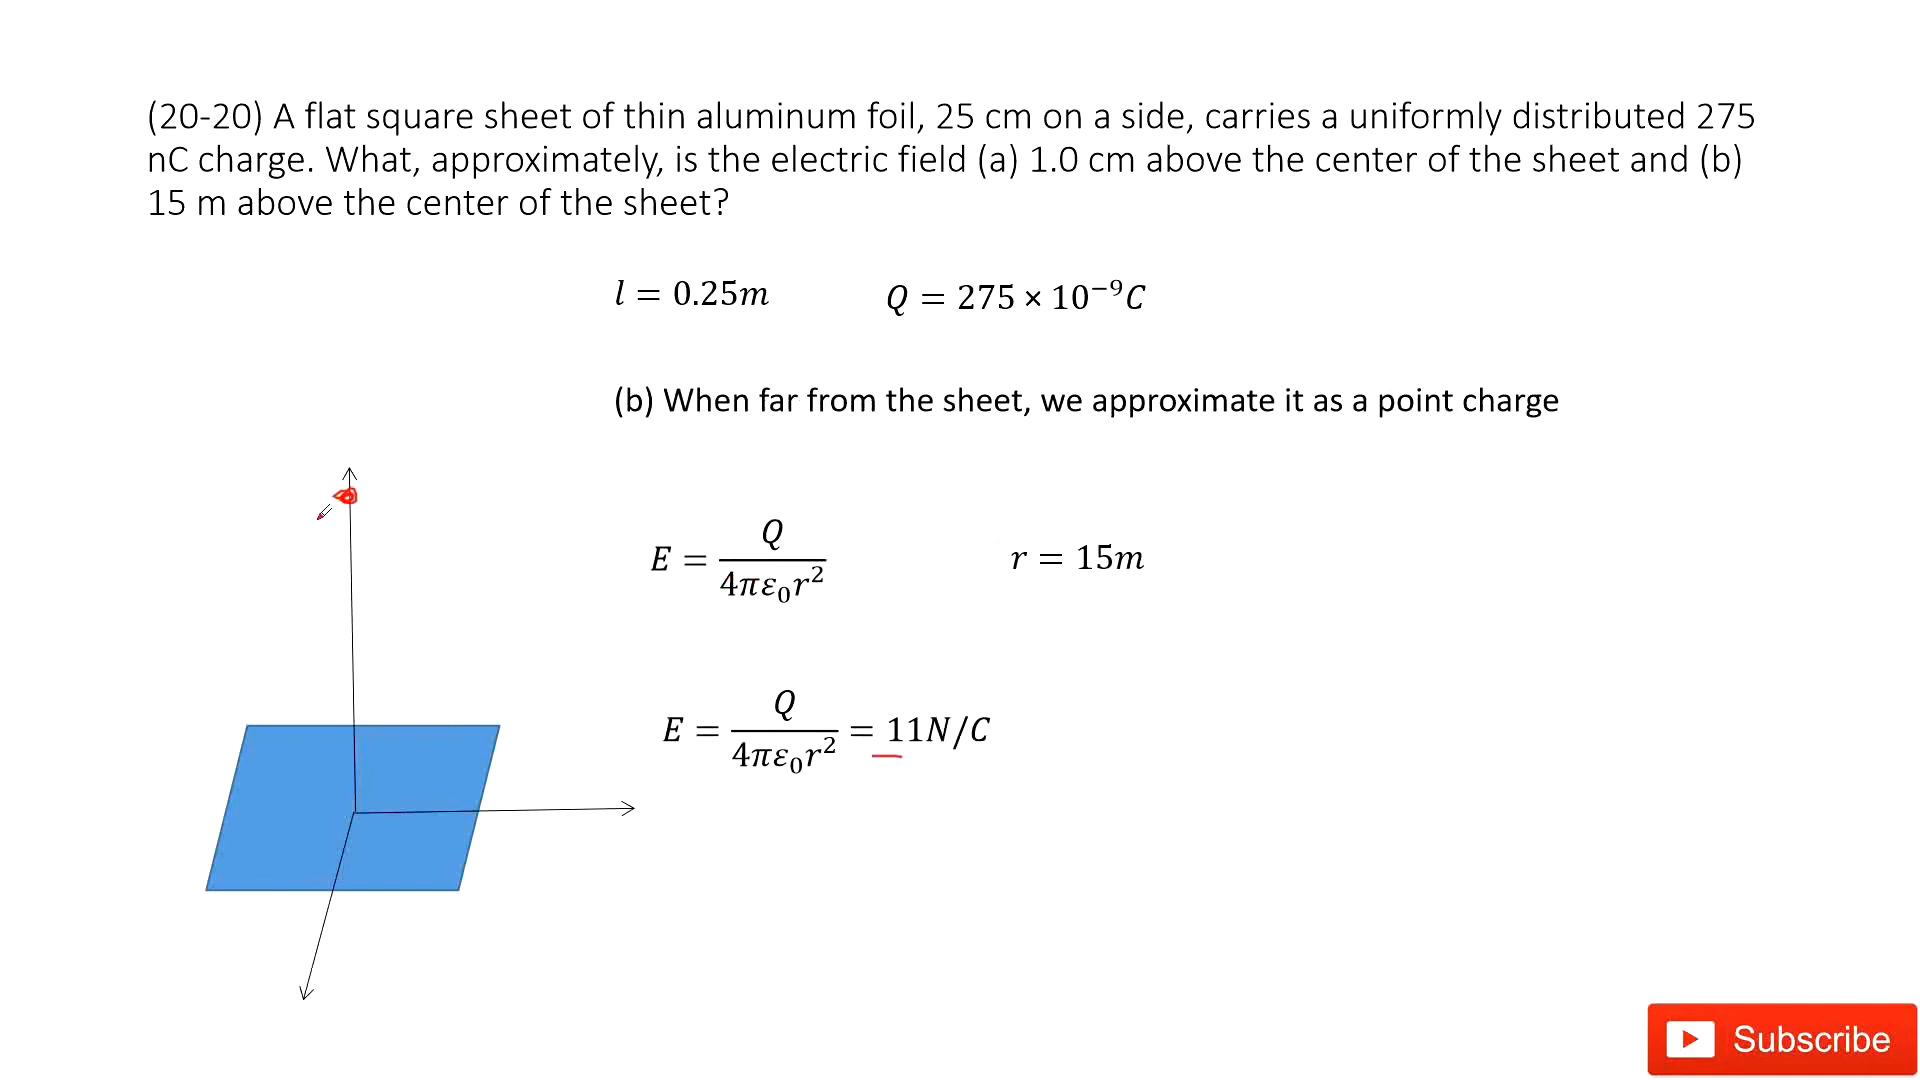 (20-20) A flat square sheet of thin aluminum foil, 25 cm on a side, carries a uniformly distributed 275
nC charge. What, approximately, is the electric field (a) 1.0 cm above the center of the sheet and (b)
15 m above the center of the sheet?
l = 0.25m Q = 275 × 10⁻⁹C
(b) When far from the sheet, we approximate it as a point charge
E = Q / 4πε₀r² r = 15m
E = Q / 4πε₀r² = 11N/C
Subscribe